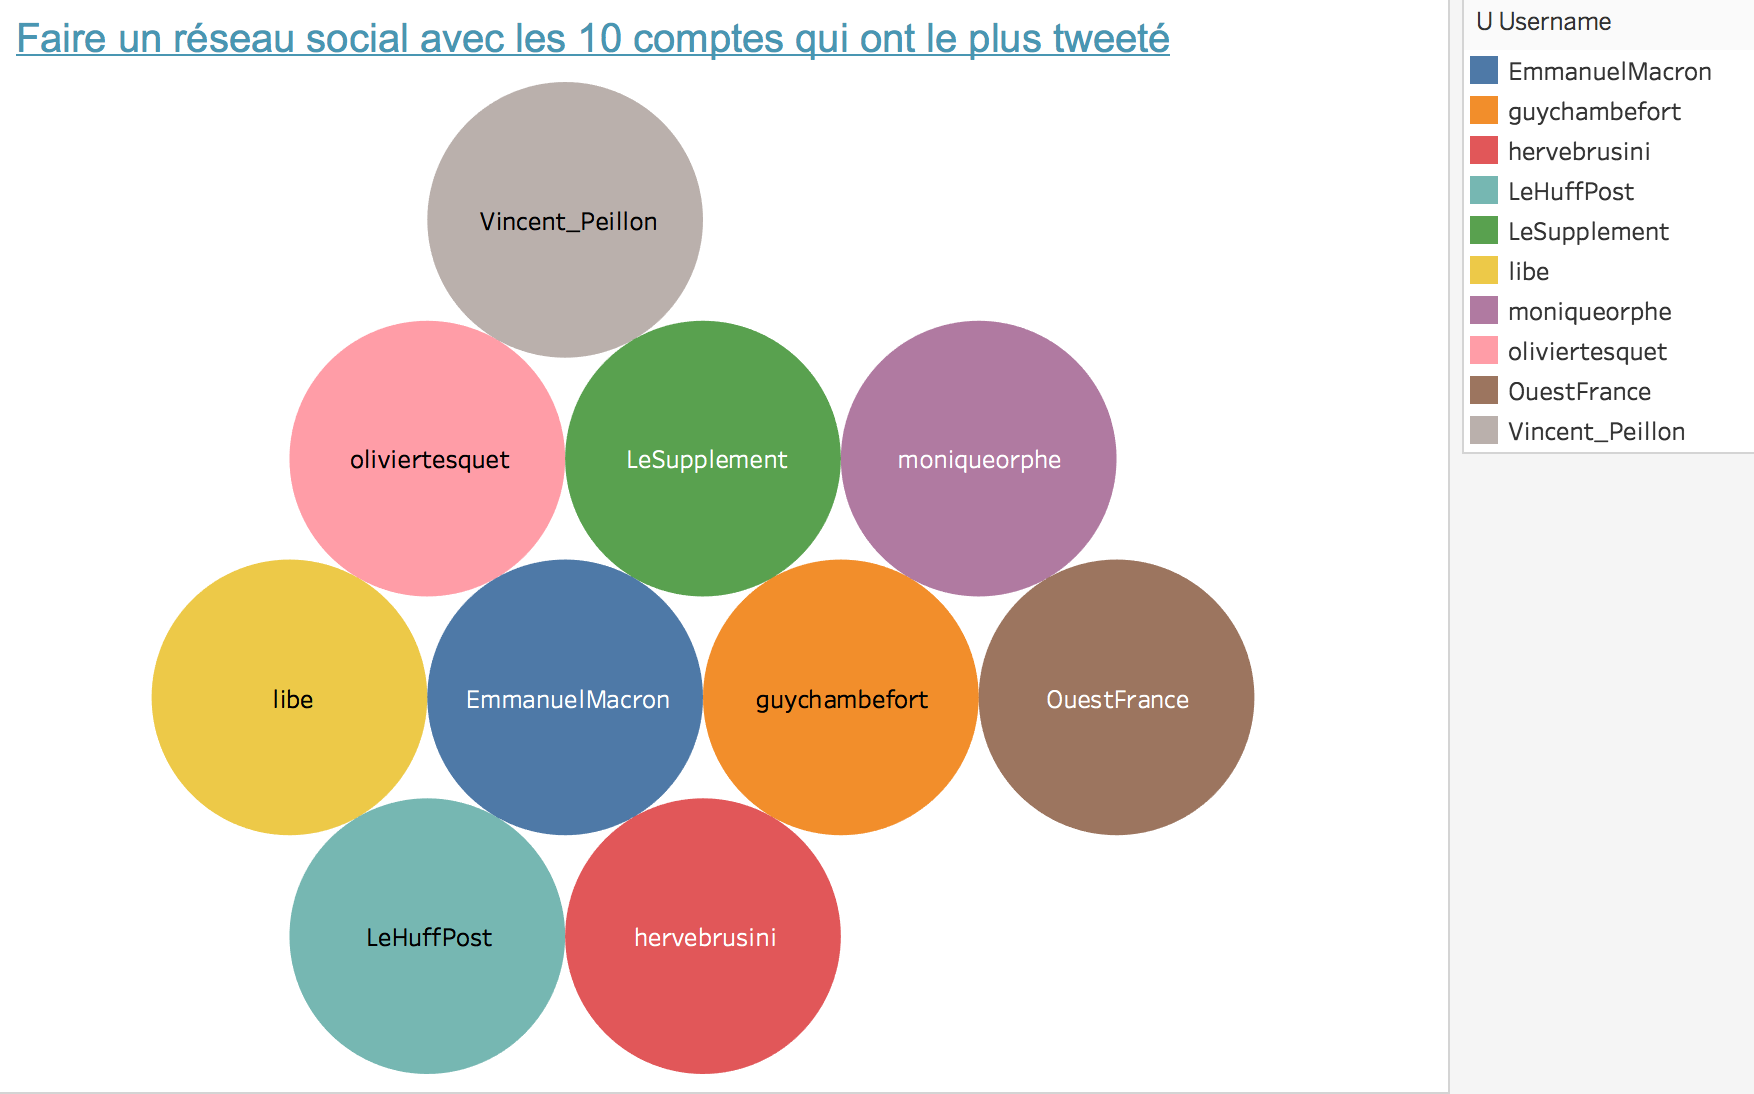 Faire un réseau social avec les 10 comptes qui ont le plus tweeté
Vincent_Peillon
oliviertesquet
LeSupplement
moniqueorphe
libe
EmmanuelMacron
guychambefort
OuestFrance
LeHuffPost
hervebrusini
U Username
EmmanuelMacron
guychambefort
hervebrusini
LeHuffPost
LeSupplement
libe
moniqueorphe
oliviertesquet
OuestFrance
Vincent_Peillon